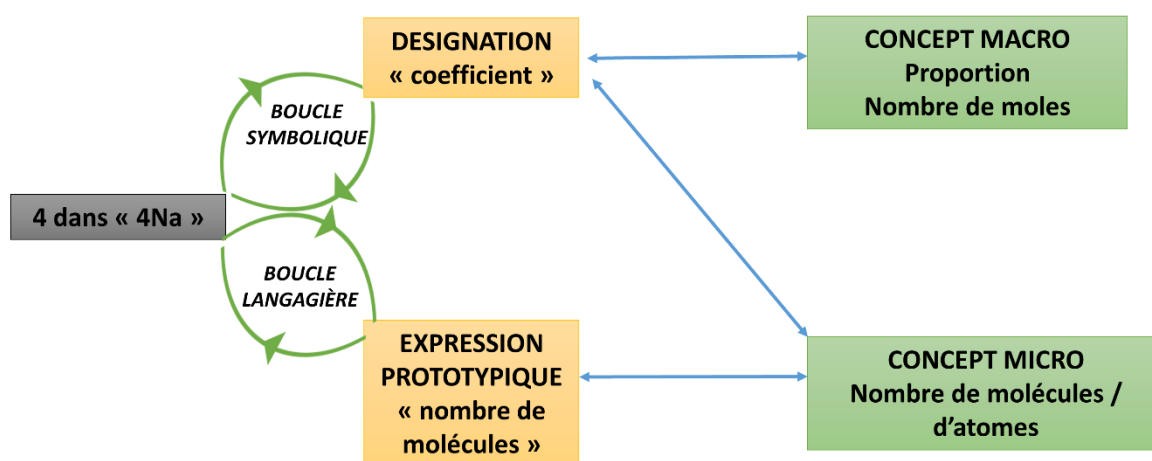 DESIGNATION
« coefficient »
CONCEPT MACRO
Proportion
Nombre de moles
BOUCLE
SYMBOLIQUE
4 dans « 4Na »
BOUCLE
LANGAGIÈRE
EXPRESSION
PROTOTYPIQUE
« nombre de
molécules »
CONCEPT MICRO
Nombre de molécules /
d’atomes